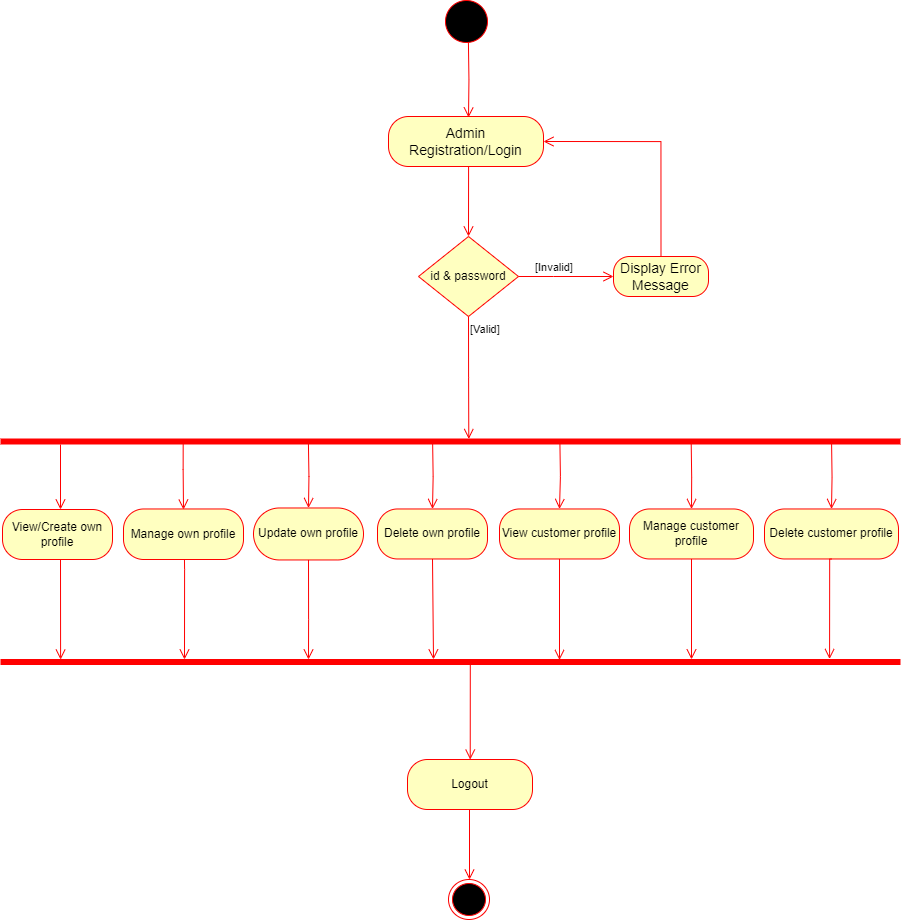 Admin
Registration/Login
id & password
[Invalid]
Display Error
Message
[Valid]
View/Create own
profile
Manage own profile
Update own profile
Delete own profile
View customer profile
Manage customer
profile
Delete customer profile
Logout